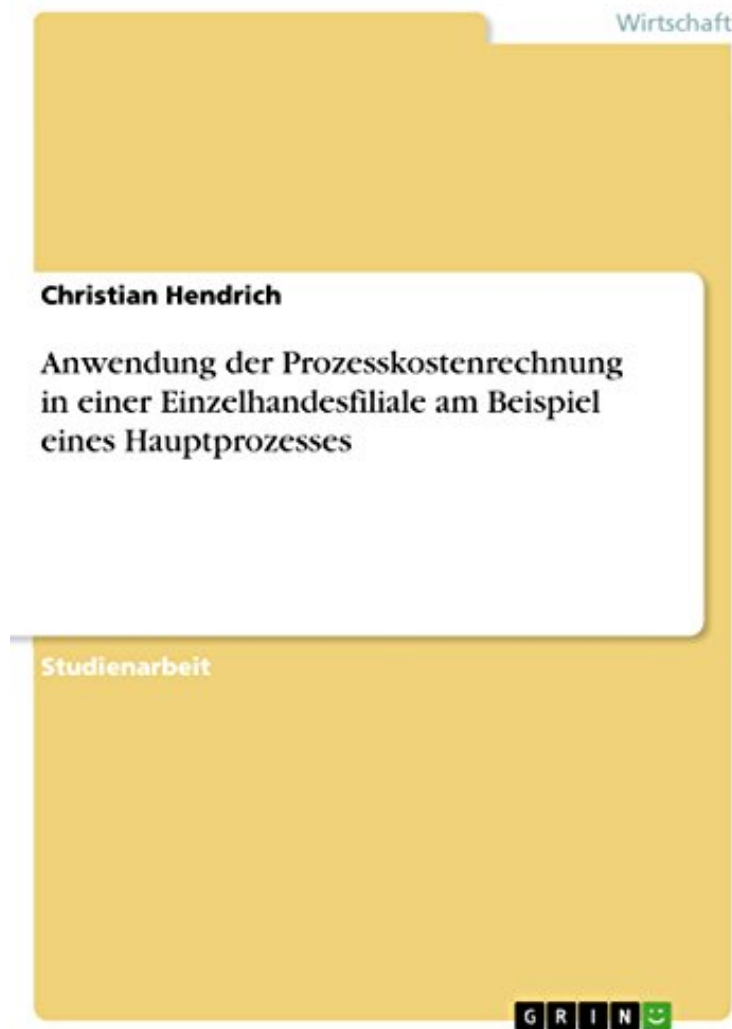 Wirtschaft
Christian Hendrich
Anwendung der Prozesskostenrechnung
in einer Einzelhandesfiliale am Beispiel
eines Hauptprozesses
Studienarbeit
GRIN